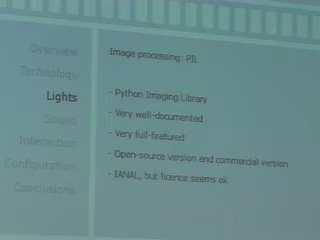 Overview
Technology
Lights
Sound
Interaction
Configuration
Conclusions
Image processing: PIL
- Python Imaging Library
- Very well-documented
- Very full-featured
- Open-source version and commercial version
- IANAL, but licence seems ok